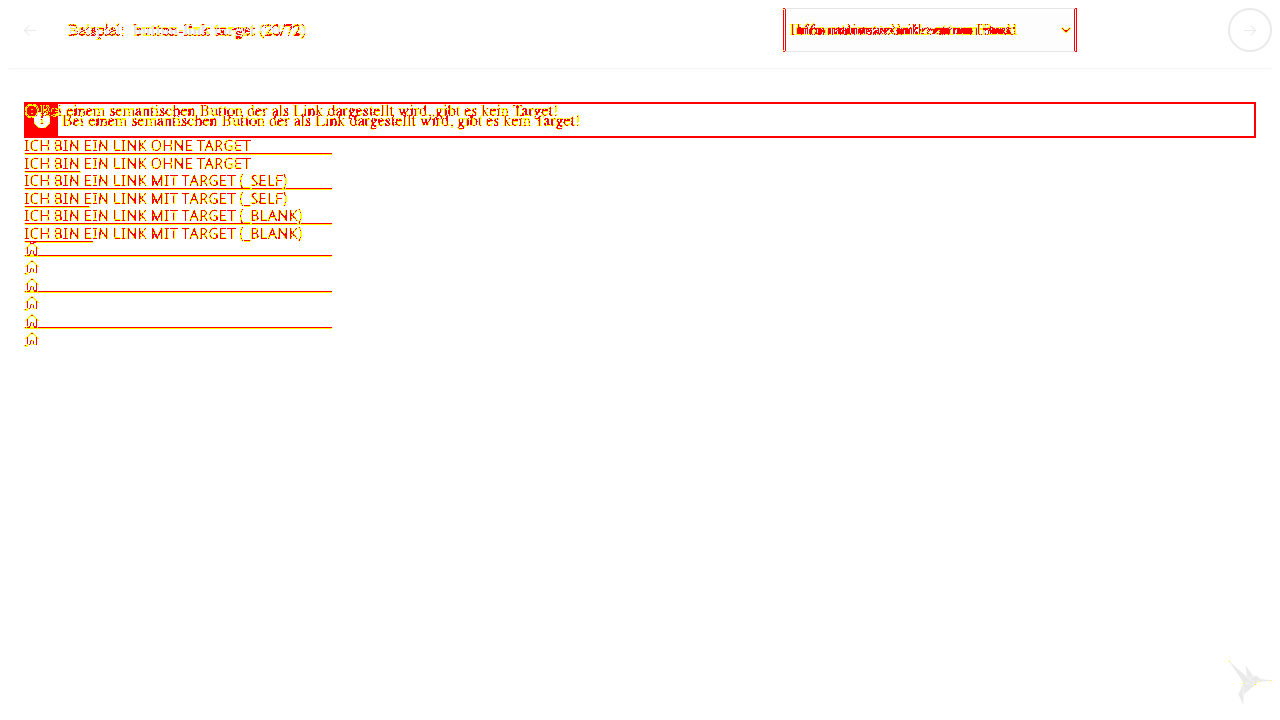 Beispiel: button-link target (20/72)
Bei einem semantischen Button der als Link dargestellt wird, gibt es kein Target!
Bei einem semantischen Button der als Link dargestellt wird, gibt es kein Target!
ICH BIN EIN LINK OHNE TARGET
ICH BIN EIN LINK OHNE TARGET
ICH BIN EIN LINK MIT TARGET (_SELF)
ICH BIN EIN LINK MIT TARGET (_SELF)
ICH BIN EIN LINK MIT TARGET (_BLANK)
ICH BIN EIN LINK MIT TARGET (_BLANK)